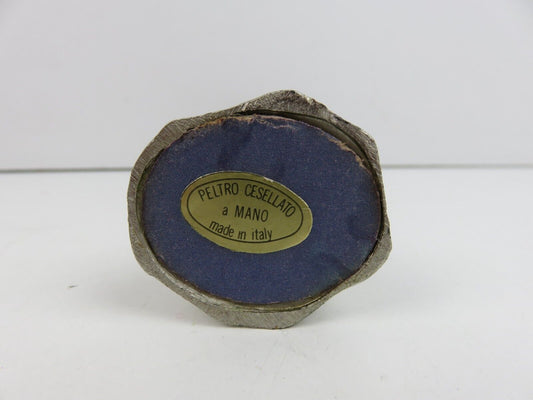 PELTRO CESELLATO
a MANO
made in italy